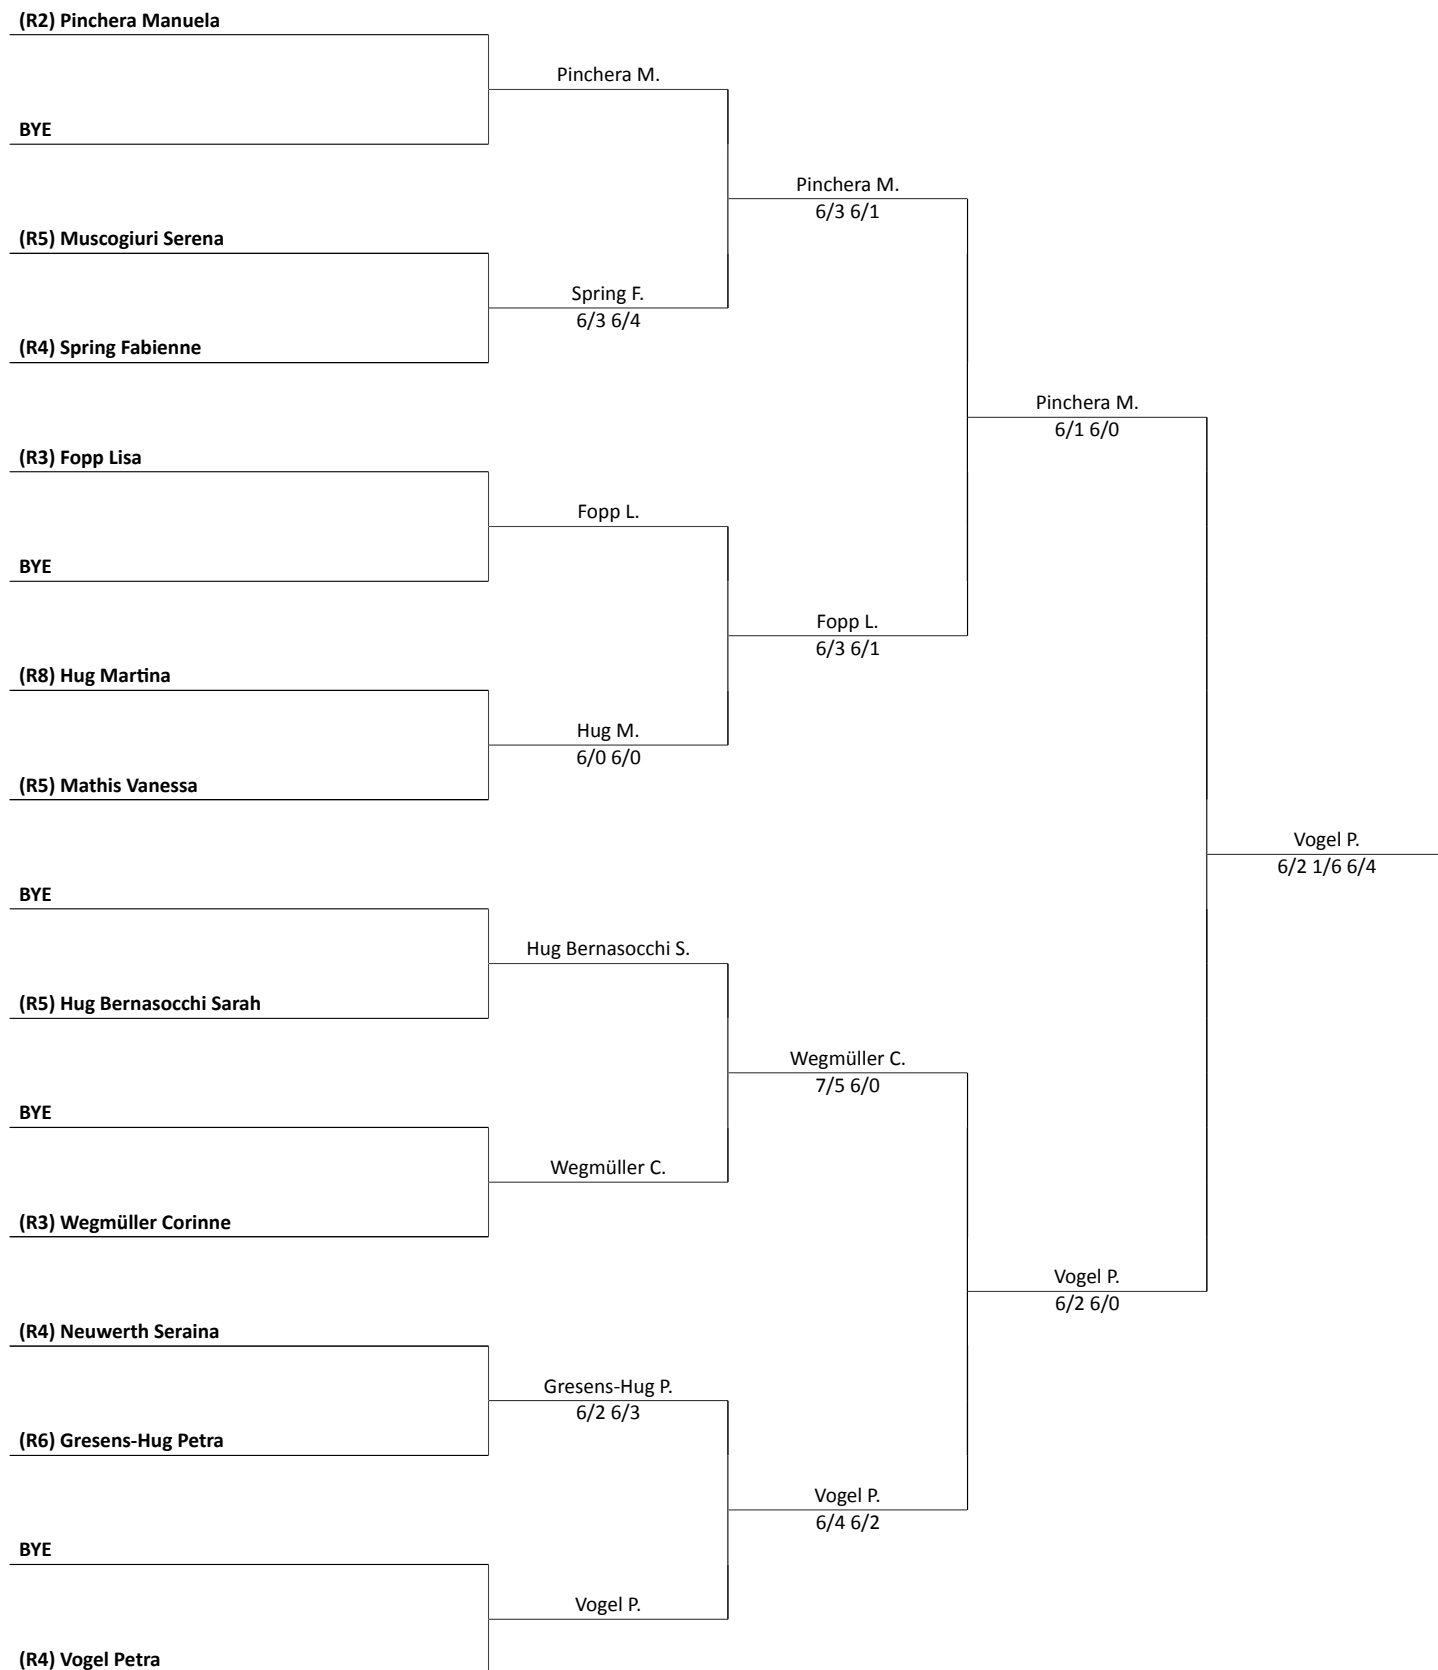 (R2) Pinchera Manuela
Pinchera M.
BYE
Pinchera M.
6/3 6/1
(R5) Muscogiuri Serena
Spring F.
6/3 6/4
(R4) Spring Fabienne
Pinchera M.
6/1 6/0
(R3) Fopp Lisa
Fopp L.
BYE
Fopp L.
6/3 6/1
(R8) Hug Martina
Hug M.
6/0 6/0
(R5) Mathis Vanessa
Vogel P.
6/2 1/6 6/4
BYE
Hug Bernasocchi S.
(R5) Hug Bernasocchi Sarah
Wegmüller C.
7/5 6/0
BYE
Wegmüller C.
(R3) Wegmüller Corinne
Vogel P.
6/2 6/0
(R4) Neuwerth Seraina
Gresens-Hug P.
6/2 6/3
(R6) Gresens-Hug Petra
Vogel P.
6/4 6/2
BYE
Vogel P.
(R4) Vogel Petra